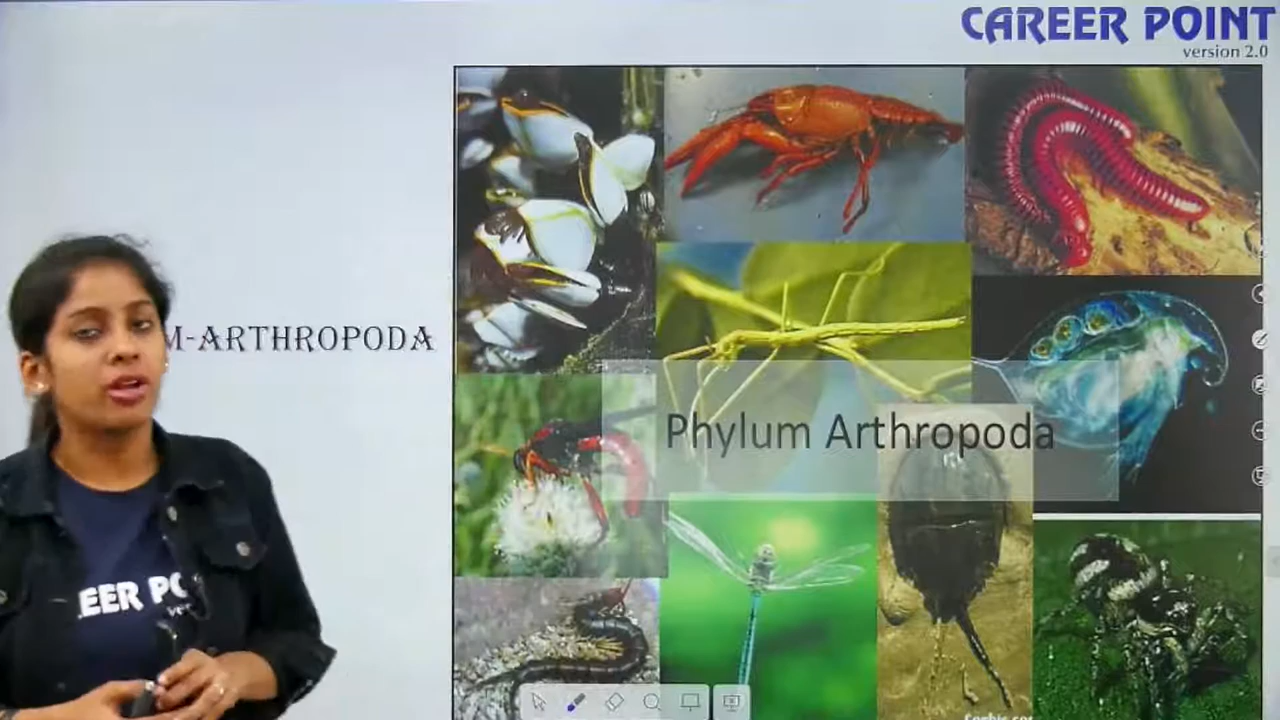 CAREER POINT
version 2.0
M-ARTHROPODA
Phylum Arthropoda
EER PO